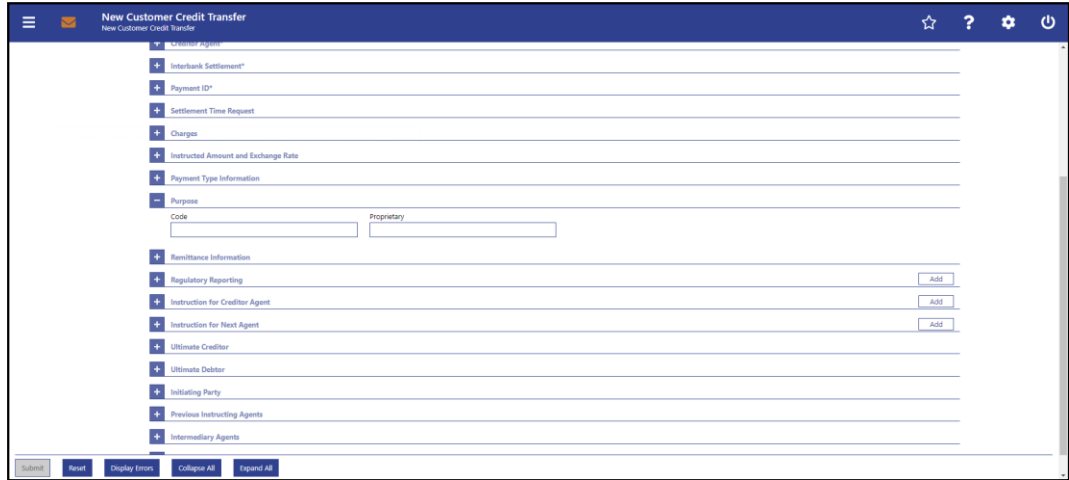 New Customer Credit Transfer
New Customer Credit Transfer
?
Creditor Agent*
Interbank Settlement*
Payment ID*
Settlement Time Request
Charges
Instructed Amount and Exchange Rate
Payment Type Information
Purpose
Code Proprietary
Remittance Information
Regulatory Reporting Add
Instruction for Creditor Agent Add
Instruction for Next Agent Add
Ultimate Creditor
Ultimate Debtor
Initiating Party
Previous Instructing Agents
Intermediary Agents
Submit Reset Display Errors Collapse All Expand All